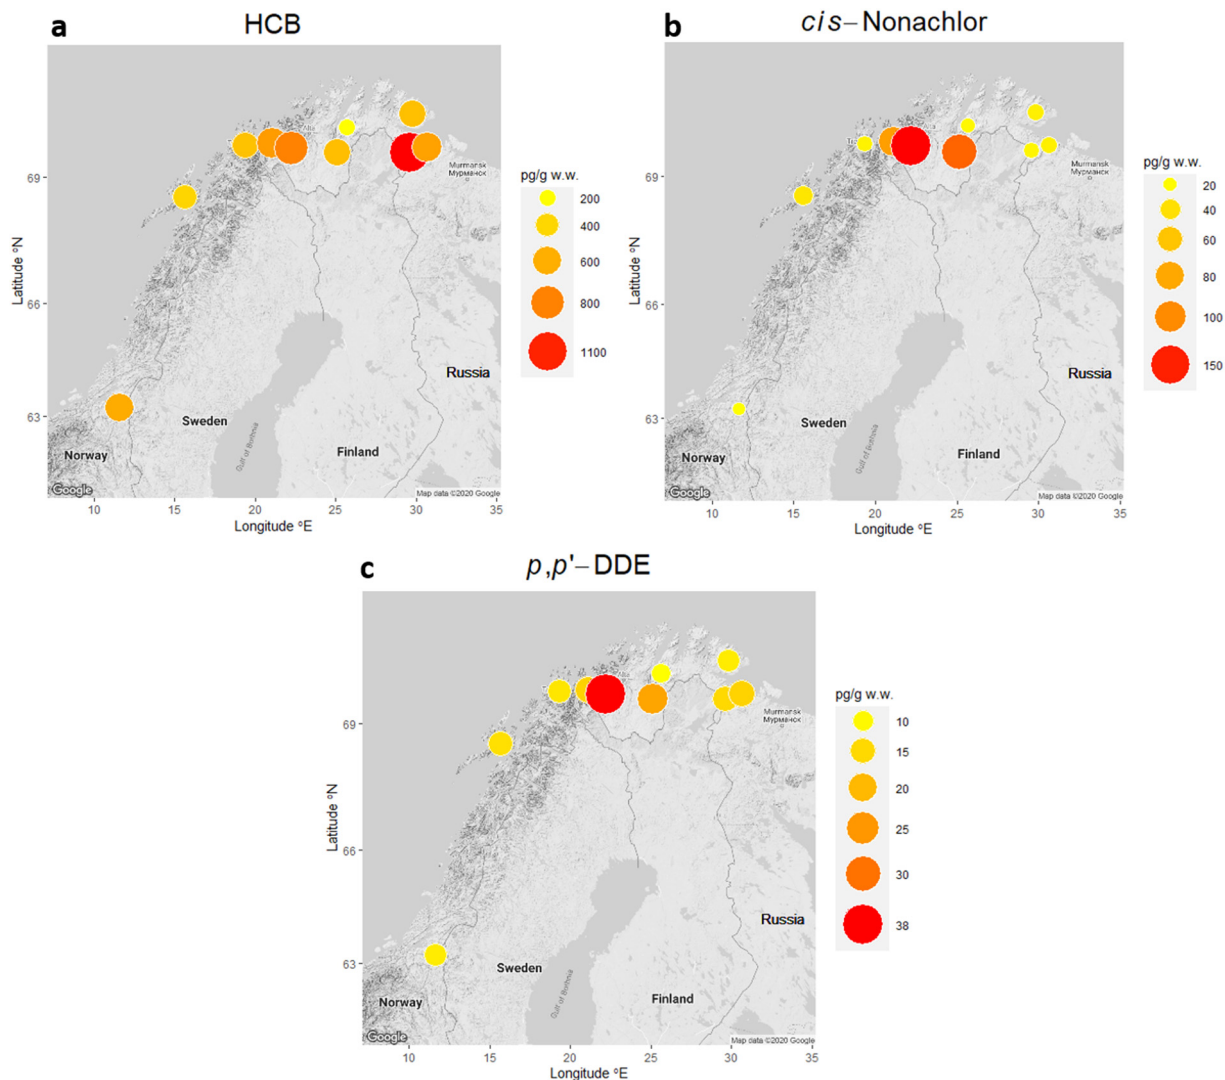 a
HCB
pg/g w.w.
200
400
600
800
1100
Latitude °N
69
66
63
Murmansk
Мурманск
Russia
Sweden
Gulf of Bothnia
Finland
Norway
Google
Map data ©2020 Google
10 15 20 25 30 35
Longitude °E
b
cis–Nonachlor
pg/g w.w.
20
40
60
80
100
150
Latitude °N
69
66
63
Murmansk
Мурманск
Russia
Sweden
Gulf of Bothnia
Finland
Norway
Google
Map data ©2020 Google
10 15 20 25 30 35
Longitude °E
c
p,p'–DDE
pg/g w.w.
10
15
20
25
30
38
Latitude °N
69
66
63
Murmansk
Мурманск
Russia
Sweden
Gulf of Bothnia
Finland
Norway
Google
Map data ©2020 Google
10 15 20 25 30 35
Longitude °E